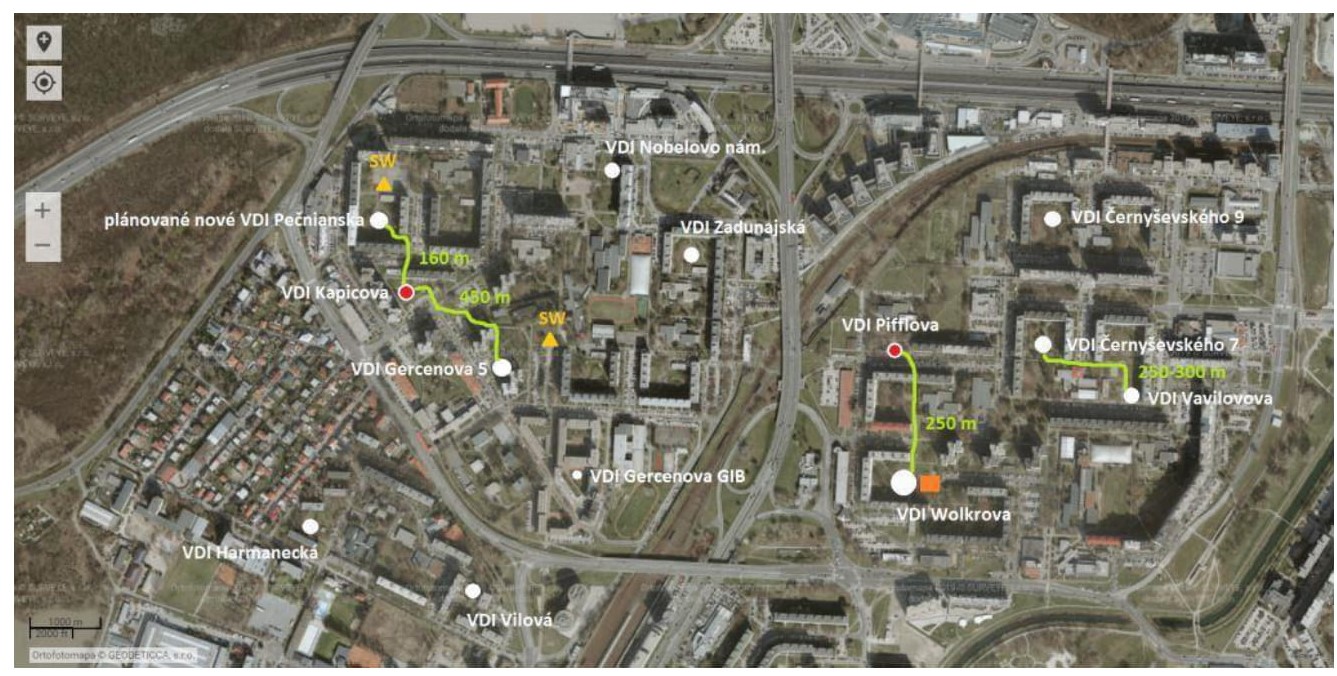 VDI Nobelovo nám.
SW
plánované nové VDI Pečnianska
VDI Zadunajská
VDI Černyševského 9
160 m
VDI Kapicova
450 m
SW
VDI Pifflova
VDI Černyševského 7
VDI Gercenova 5
250-300 m
VDI Vavilovova
250 m
VDI Gercenova GIB
VDI Wolkrova
VDI Harmanecká
VDI Vilová
1000 m
2000 ft
Ortofotomapa © GEODETICCA, s.r.o.